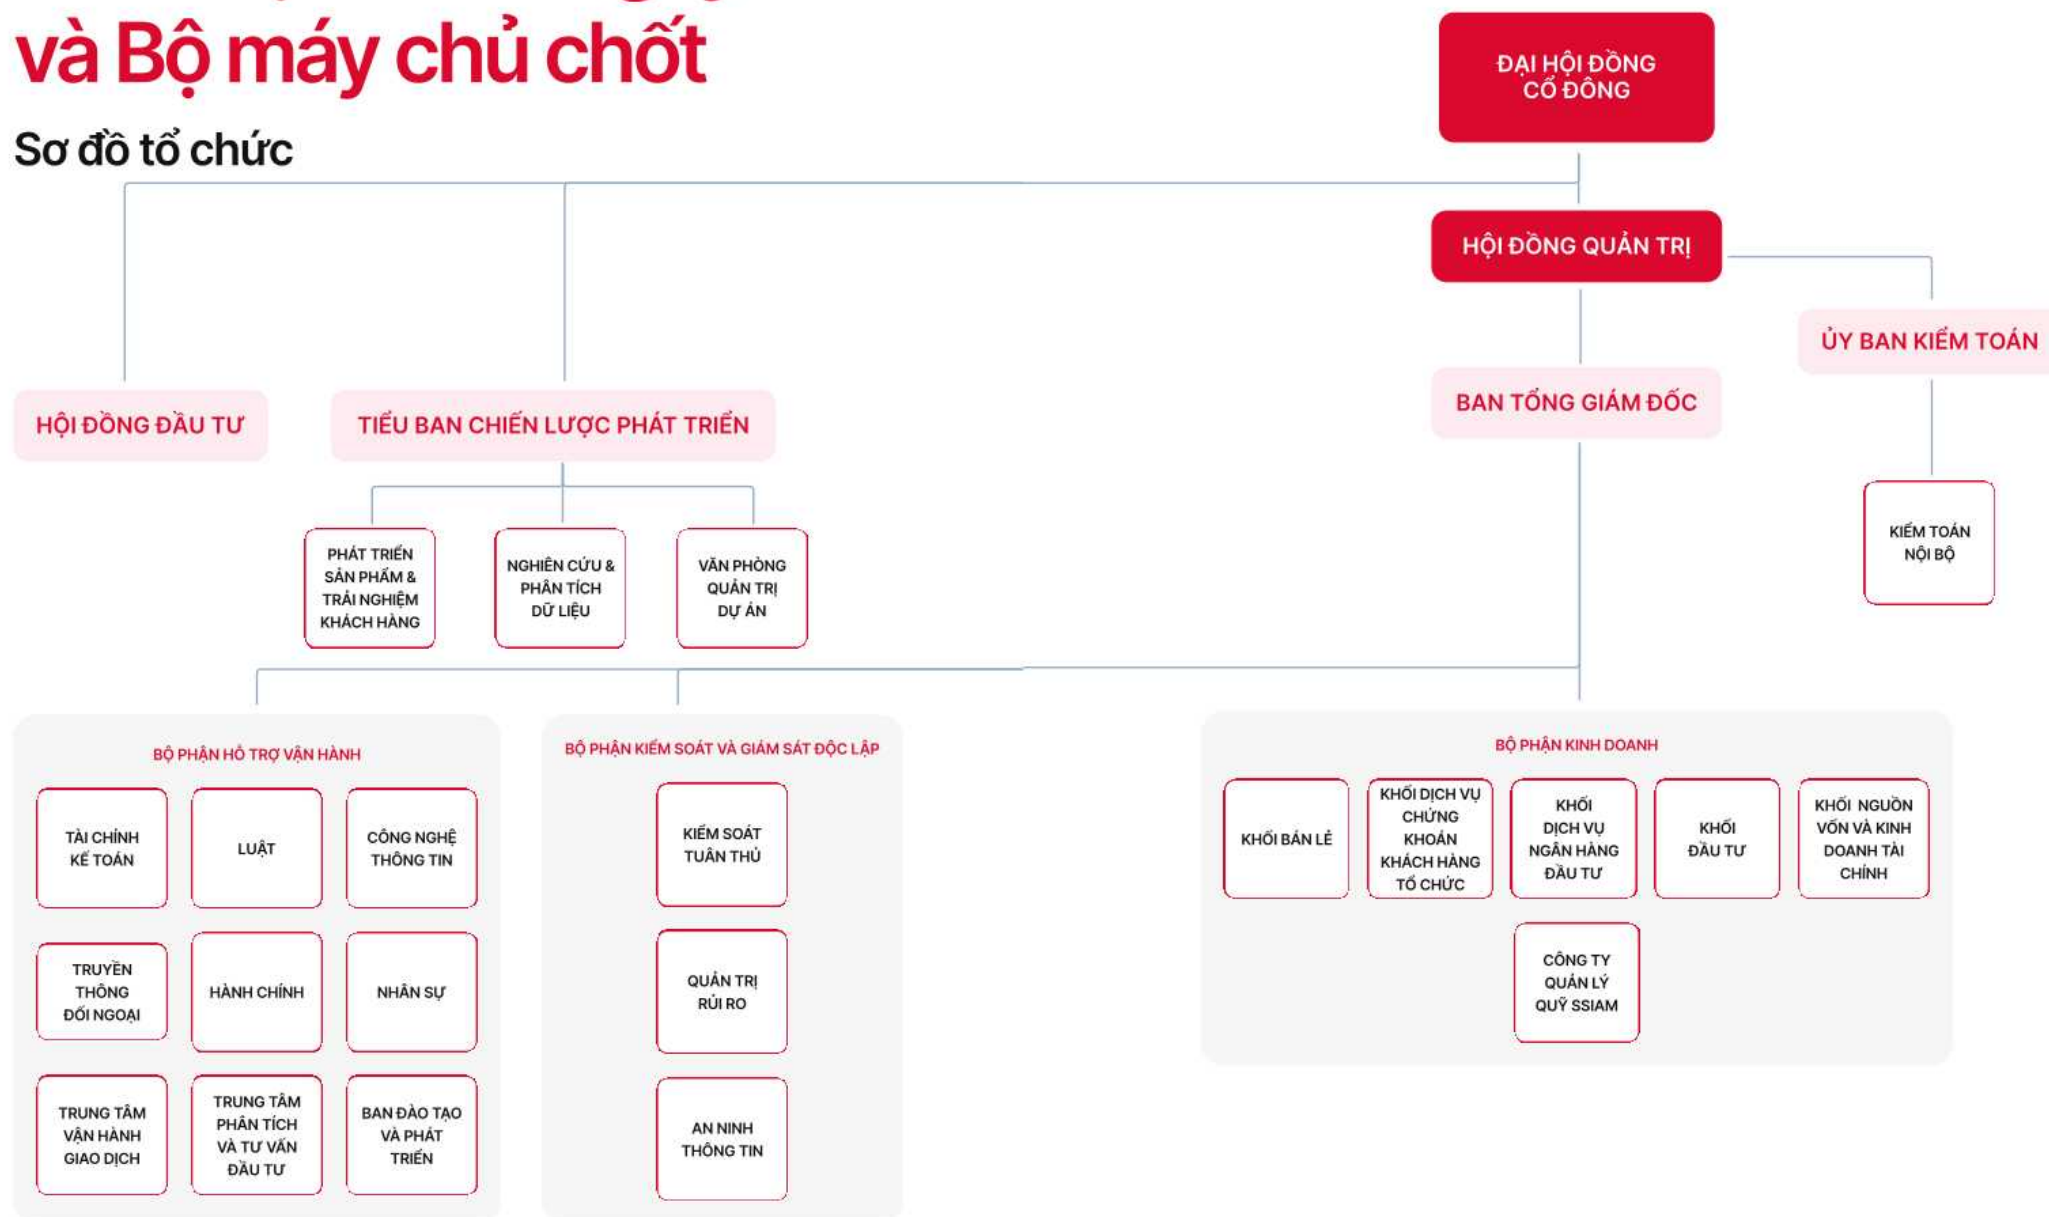 và Bộ máy chủ chốt
Sơ đồ tổ chức
ĐẠI HỘI ĐỒNG
CỔ ĐÔNG
HỘI ĐỒNG QUẢN TRỊ
ỦY BAN KIỂM TOÁN
BAN TỔNG GIÁM ĐỐC
HỘI ĐỒNG ĐẦU TƯ
TIỂU BAN CHIẾN LƯỢC PHÁT TRIỂN
PHÁT TRIỂN
SẢN PHẨM &
TRẢI NGHIỆM
KHÁCH HÀNG
NGHIÊN CỨU &
PHÂN TÍCH
DỮ LIỆU
VĂN PHÒNG
QUẢN TRỊ
DỰ ÁN
KIỂM TOÁN
NỘI BỘ
BỘ PHẬN HỖ TRỢ VẬN HÀNH
TÀI CHÍNH
KẾ TOÁN
LUẬT
CÔNG NGHỆ
THÔNG TIN
TRUYỀN
THÔNG
ĐỐI NGOẠI
HÀNH CHÍNH
NHÂN SỰ
TRUNG TÂM
VẬN HÀNH
GIAO DỊCH
TRUNG TÂM
PHÂN TÍCH
VÀ TƯ VẤN
ĐẦU TƯ
BAN ĐÀO TẠO
VÀ PHÁT
TRIỂN
BỘ PHẬN KIỂM SOÁT VÀ GIÁM SÁT ĐỘC LẬP
KIỂM SOÁT
TUÂN THỦ
QUẢN TRỊ
RỦI RO
AN NINH
THÔNG TIN
BỘ PHẬN KINH DOANH
KHỐI BÁN LẺ
KHỐI DỊCH VỤ
CHỨNG
KHOÁN
KHÁCH HÀNG
TỔ CHỨC
KHỐI
DỊCH VỤ
NGÂN HÀNG
ĐẦU TƯ
KHỐI
ĐẦU TƯ
KHỐI NGUỒN
VỐN VÀ KINH
DOANH TÀI
CHÍNH
CÔNG TY
QUẢN LÝ
QUỸ SSIAM